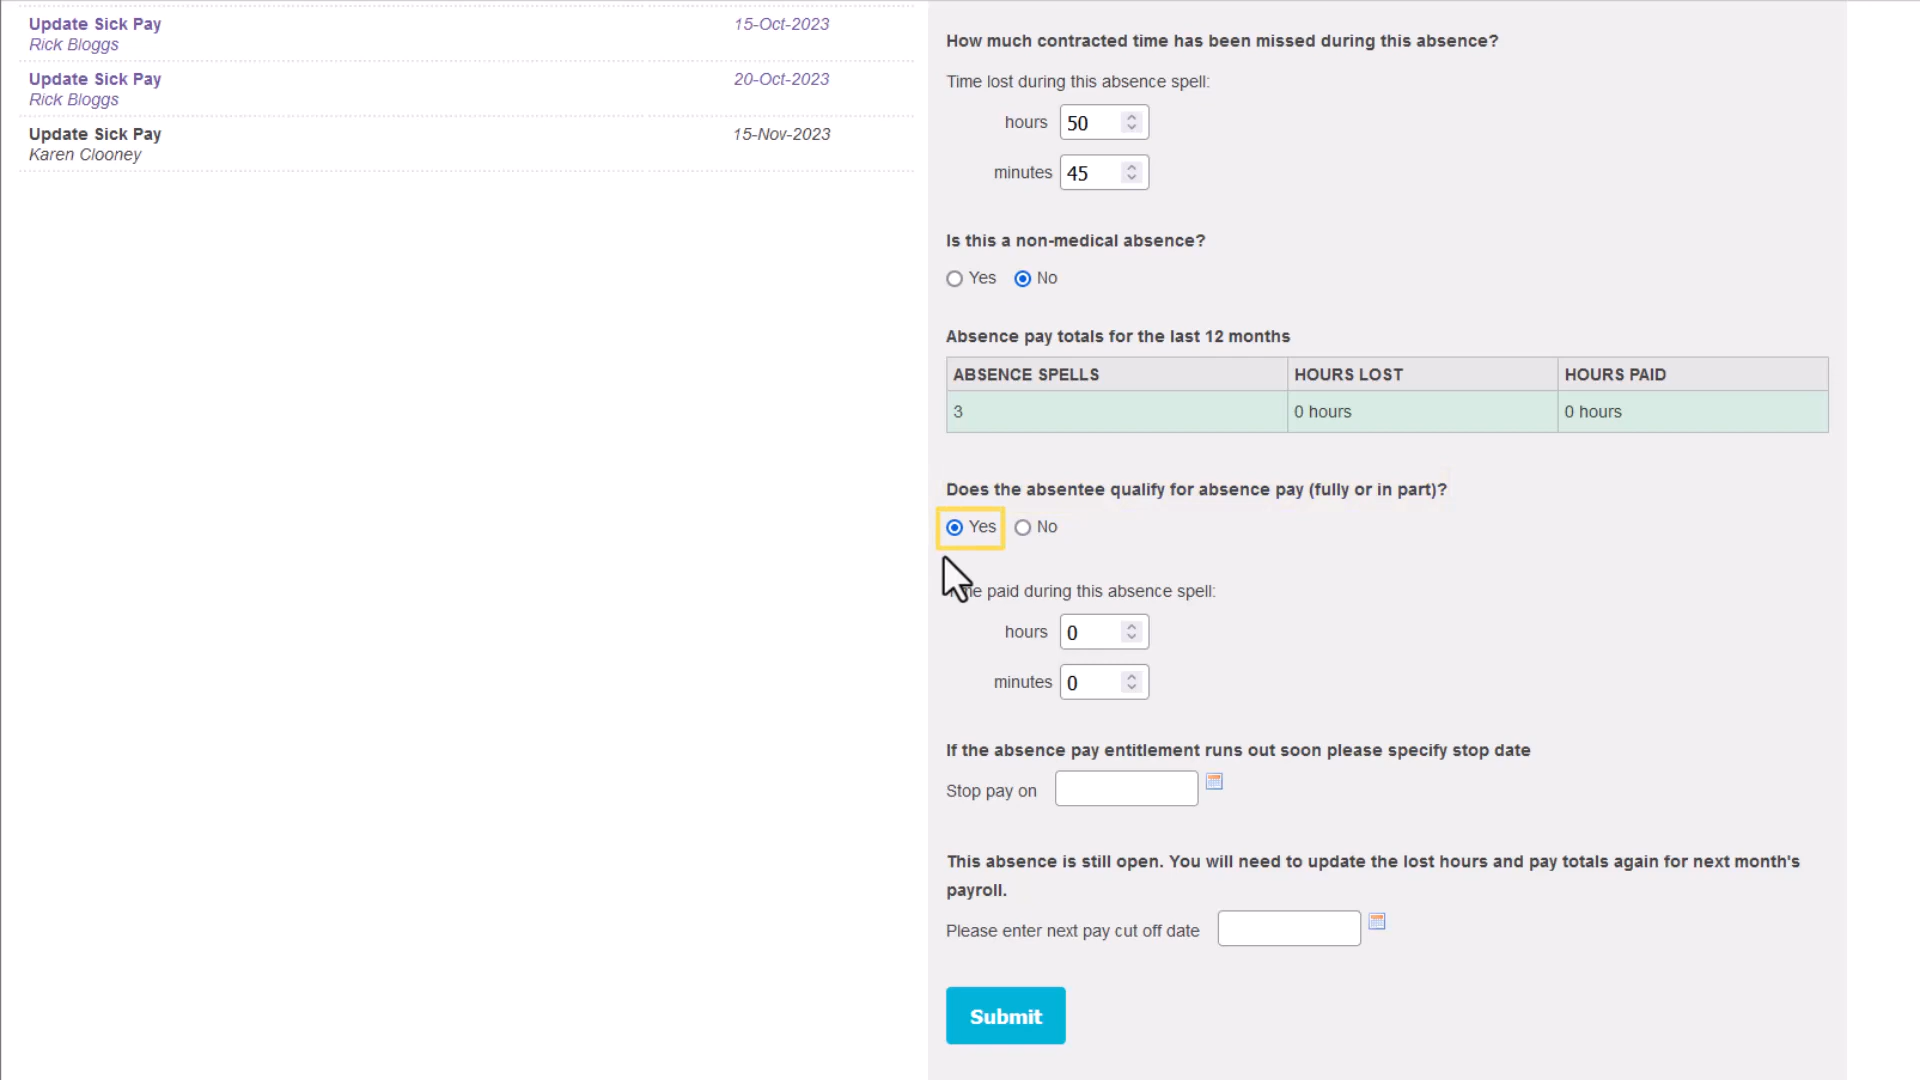 Update Sick Pay 15-Oct-2023
Rick Bloggs
Update Sick Pay 20-Oct-2023
Rick Bloggs
Update Sick Pay 15-Nov-2023
Karen Clooney
How much contracted time has been missed during this absence?
Time lost during this absence spell:
hours 50
minutes 45
Is this a non-medical absence?
Yes No
Absence pay totals for the last 12 months
ABSENCE SPELLS HOURS LOST HOURS PAID
3 0 hours 0 hours
Does the absentee qualify for absence pay (fully or in part)?
Yes No
paid during this absence spell:
hours 0
minutes 0
If the absence pay entitlement runs out soon please specify stop date
Stop pay on
This absence is still open. You will need to update the lost hours and pay totals again for next month's
payroll.
Please enter next pay cut off date
Submit